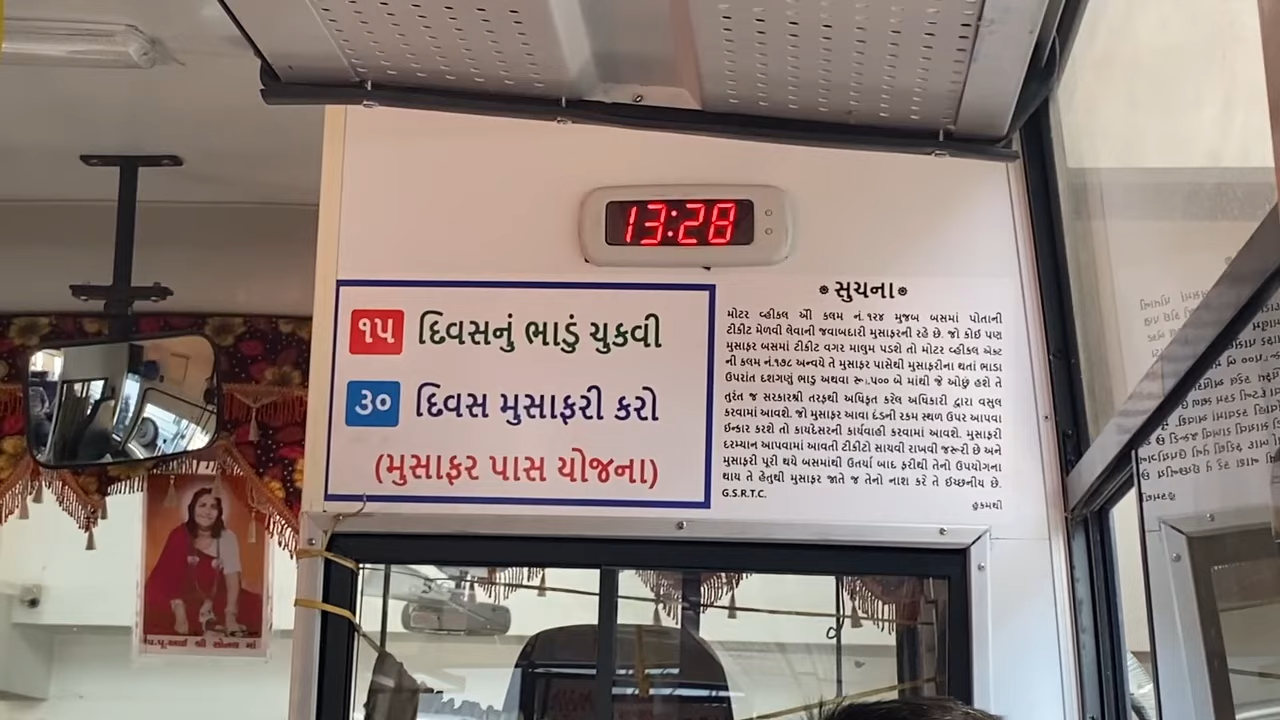 13:28
૧૫ દિવસનું ભાડું ચુકવી
૩૦ દિવસ મુસાફરી કરો
(મુસાફર પાસ યોજના)
સુચના
મોટર વ્હીકલ એી કલમ નં.૧૨૪ મુજબ બસમાં પોતાની
ટીકીટ મેળવી લેવાની જવાબદારી મુસાફરની રહે છે. જો કોઈ પણ
મુસાફર બસમાં ટીકીટ વગર માલુમ પડશે તો મોટર વ્હીકલ એક્ટ
ની કલમ નં.૧૭૮ અન્વયે તે મુસાફર પાસેથી મુસાફરીના થતાં ભાડા
ઉપરાંત દશગણું ભાડુ અથવા રૂ..૫૦૦ બે માંથી જે ઓછું હશે તે
તુરંત જ સરકારશ્રી તરફથી અધિકૃત કરેલ અધિકારી દ્વારા વસુલ
કરવામાં આવશે. જો મુસાફર આવા દંડની રકમ સ્થળ ઉપર આપવા
ઈન્કાર કરશે તો કાયદેસરની કાર્યવાહી કરવામાં આવશે. મુસાફરી
દરમ્યાન આપવામાં આવતી ટીકીટો સાચવી રાખવી જરૂરી છે અને
મુસાફરી પૂરી થયે બસમાંથી ઉતર્યા બાદ ફરીથી તેનો ઉપયોગના
થાય તે હેતુથી મુસાફર જાતે જ તેનો નાશ કરે તે ઈચ્છનીય છે.
G.S.R.T.C.
હુકમથી
પ.પૂ.આઈ શ્રી સોનલ માં